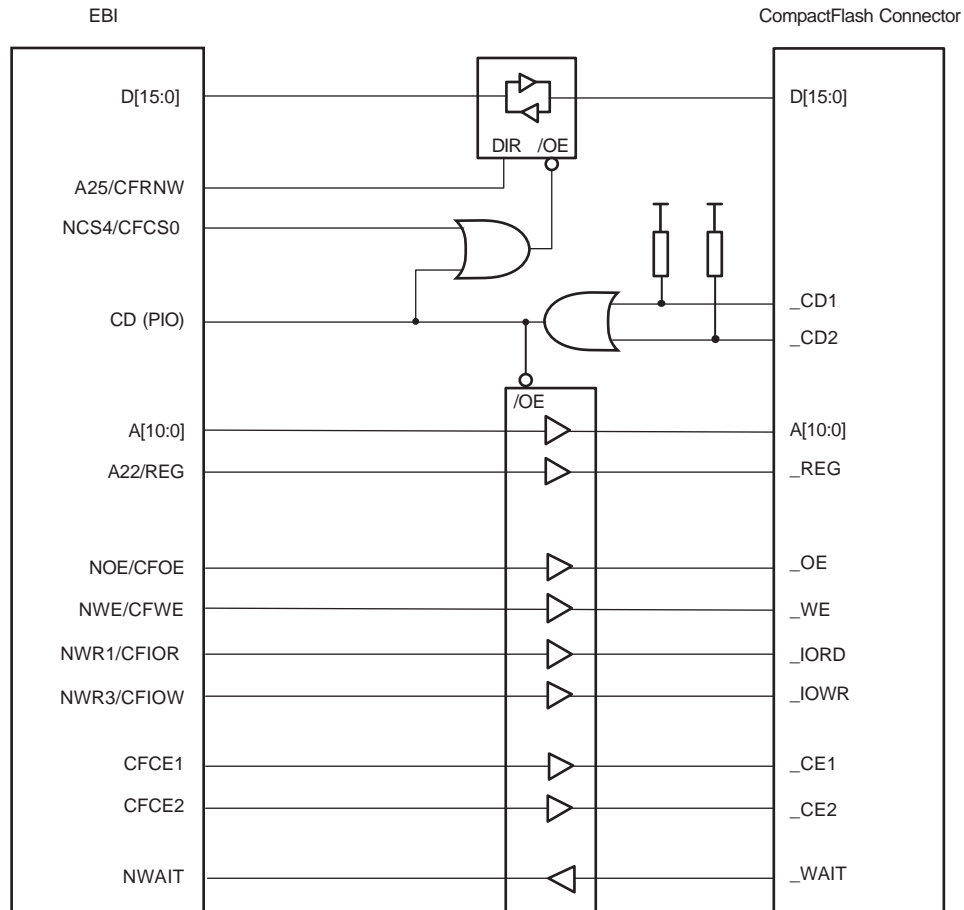 EBI CompactFlash Connector
D[15:0] D[15:0]
DIR /OE
A25/CFRNW
NCS4/CFCS0
_CD1
CD (PIO)
_CD2
/OE
A[10:0] A[10:0]
A22/REG _REG
NOE/CFOE _OE
NWE/CFWE _WE
NWR1/CFIOR _IORD
NWR3/CFIOW _IOWR
CFCE1 _CE1
CFCE2 _CE2
NWAIT _WAIT